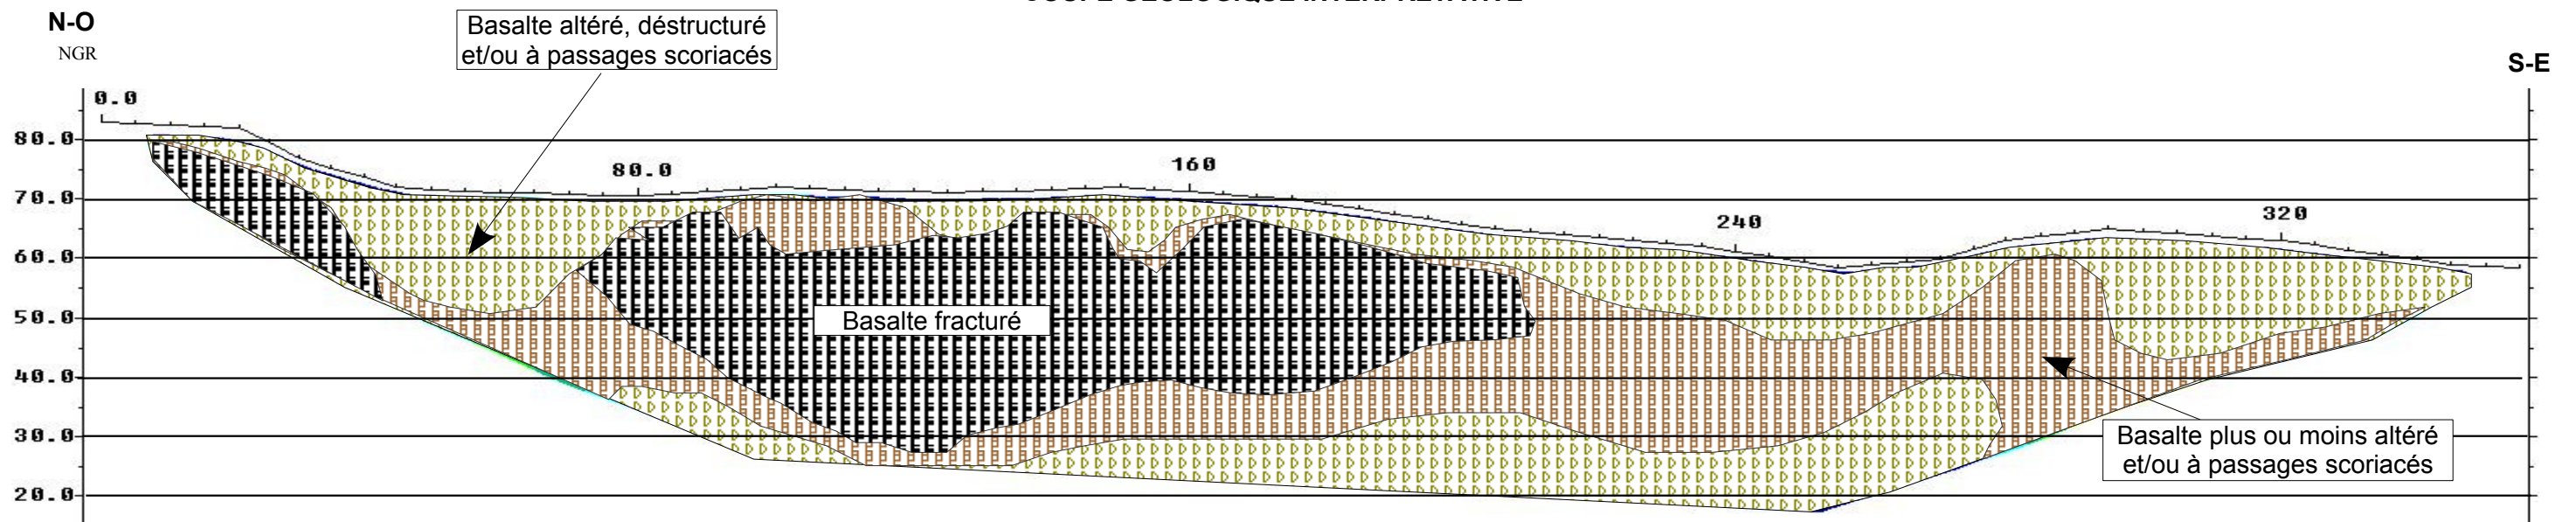 N-O
NGR
Basalte altéré, déstructuré
et/ou à passages scoriacés
S-E
0.0
80.0
80.0
160
70.0
240
320
60.0
50.0
Basalte fracturé
40.0
30.0
Basalte plus ou moins altéré
et/ou à passages scoriacés
20.0